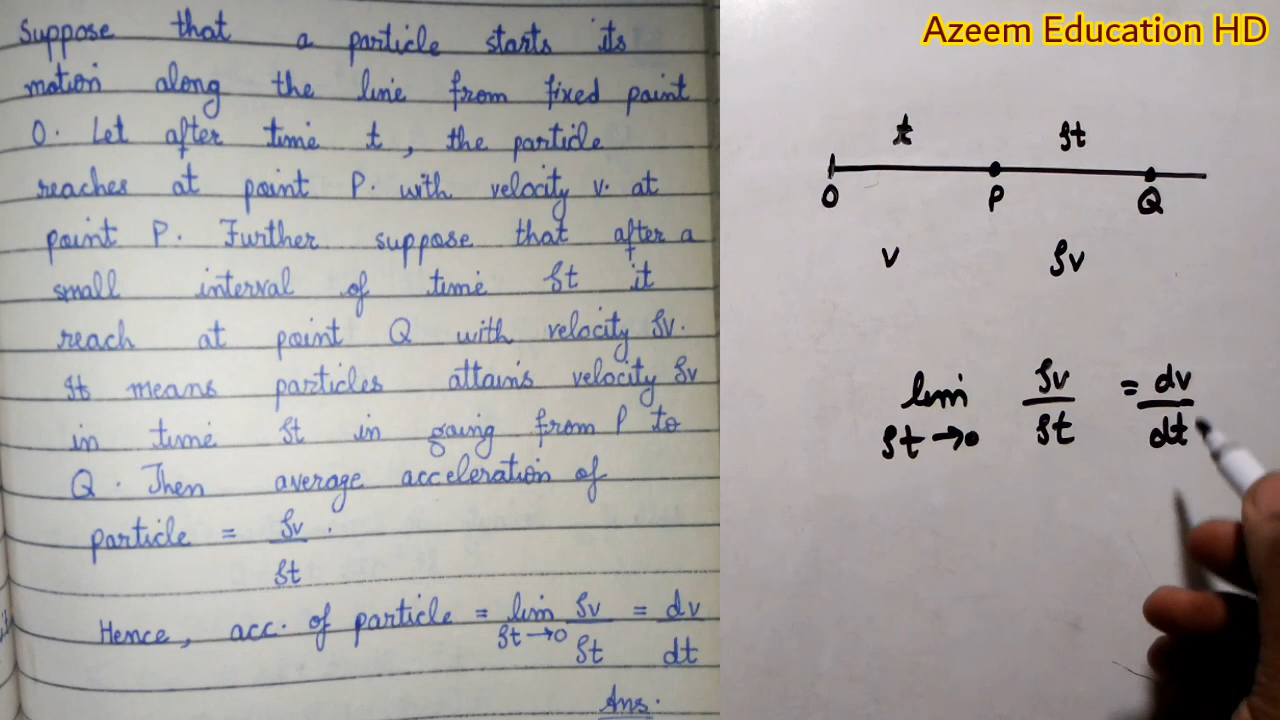 Suppose that a particle starts its
motion along the line from fixed point
O. Let after time t, the particle
reaches at point P. with velocity v. at
point P. Further suppose that after a
small interval of time δt it
reach at point Q with velocity δv.
It means particles attains velocity δv
in time δt in going from P to
Q. Then average acceleration of
particle = δv/δt.
Hence, acc. of particle = lim δt→0 δv/δt = dv/dt
Ans.
Azeem Education HD
t δt
O P Q
v δv
lim δt→0 δv/δt = dv/dt